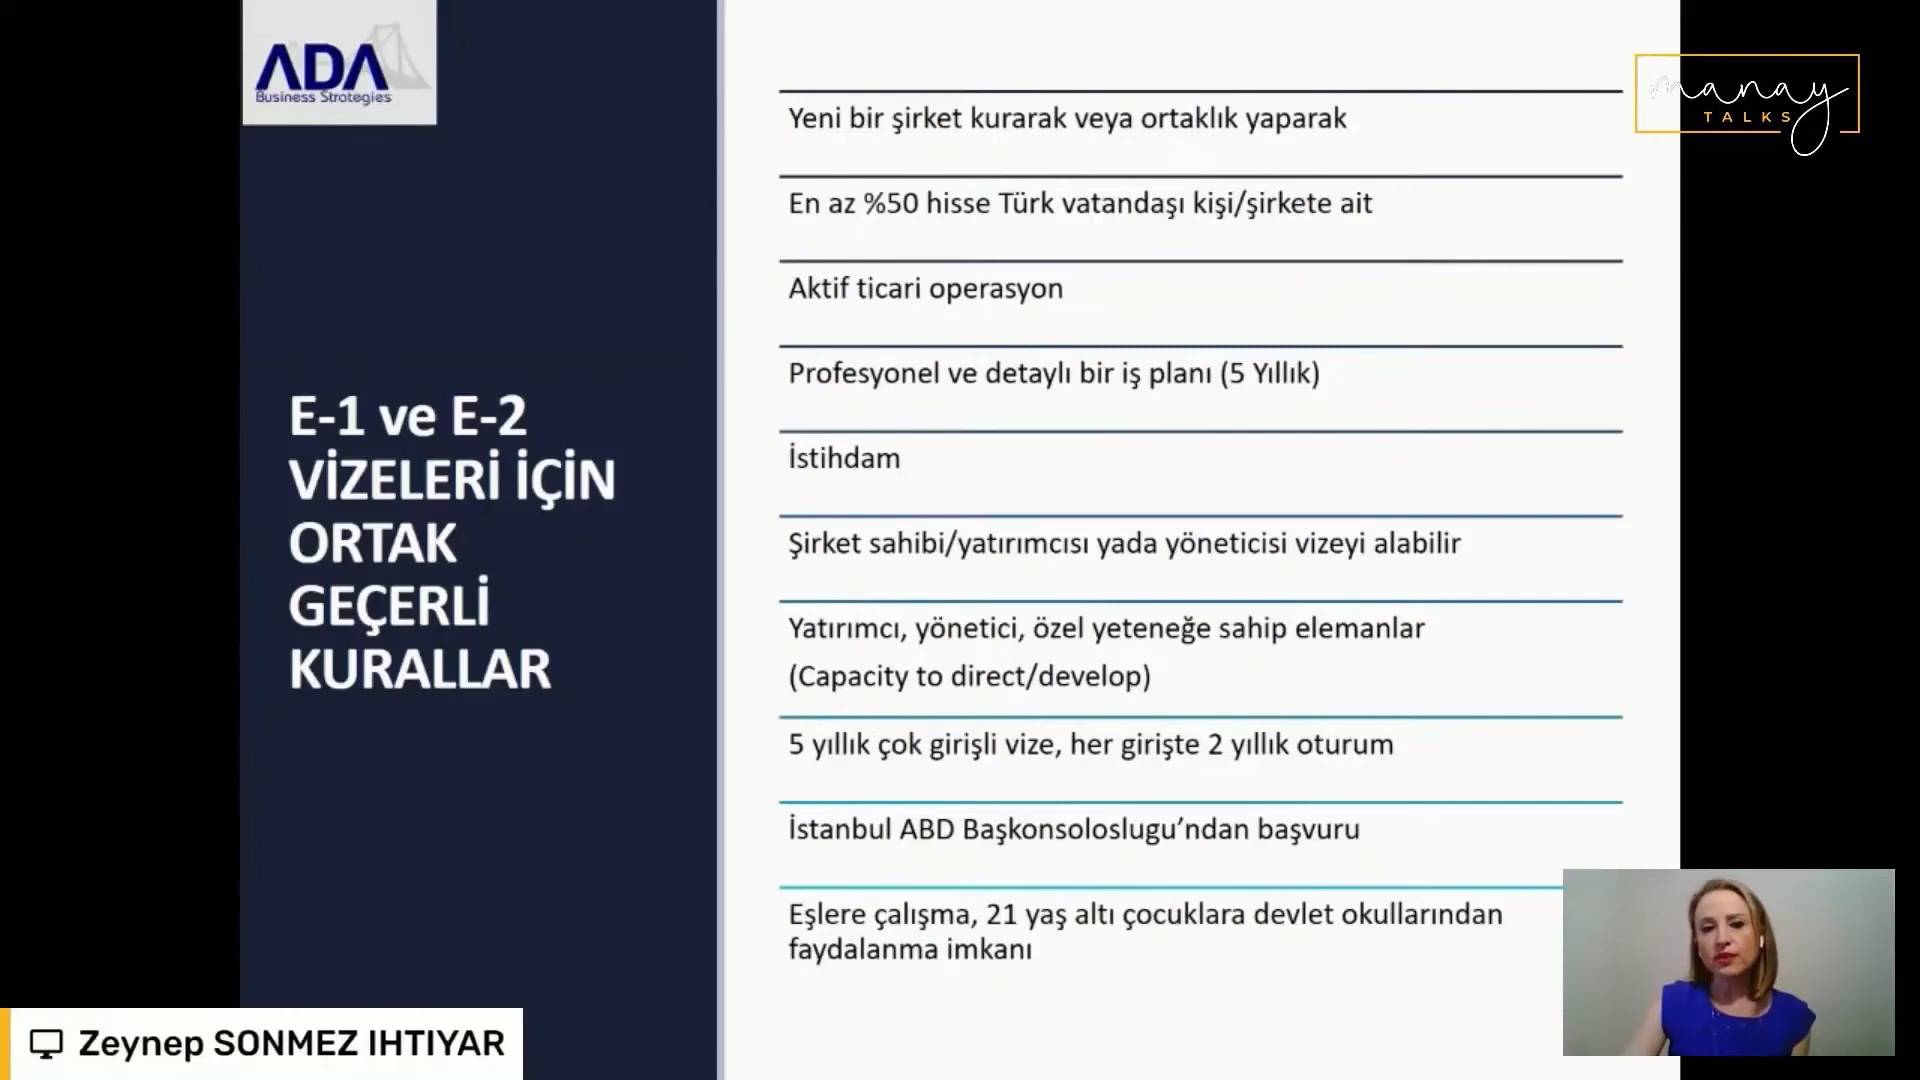 ADA
Business Strategies
manay
TALKS
E-1 ve E-2
VİZELERİ İÇİN
ORTAK
GEÇERLİ
KURALLAR
Yeni bir şirket kurarak veya ortaklık yaparak
En az %50 hisse Türk vatandaşı kişi/şirkete ait
Aktif ticari operasyon
Profesyonel ve detaylı bir iş planı (5 Yıllık)
İstihdam
Şirket sahibi/yatırımcısı yada yöneticisi vizeyi alabilir
Yatırımcı, yönetici, özel yeteneğe sahip elemanlar
(Capacity to direct/develop)
5 yıllık çok girişli vize, her girişte 2 yıllık oturum
İstanbul ABD Başkonsoloslugu’ndan başvuru
Eşlere çalışma, 21 yaş altı çocuklara devlet okullarından
faydalanma imkanı
Zeynep SONMEZ IHTIYAR